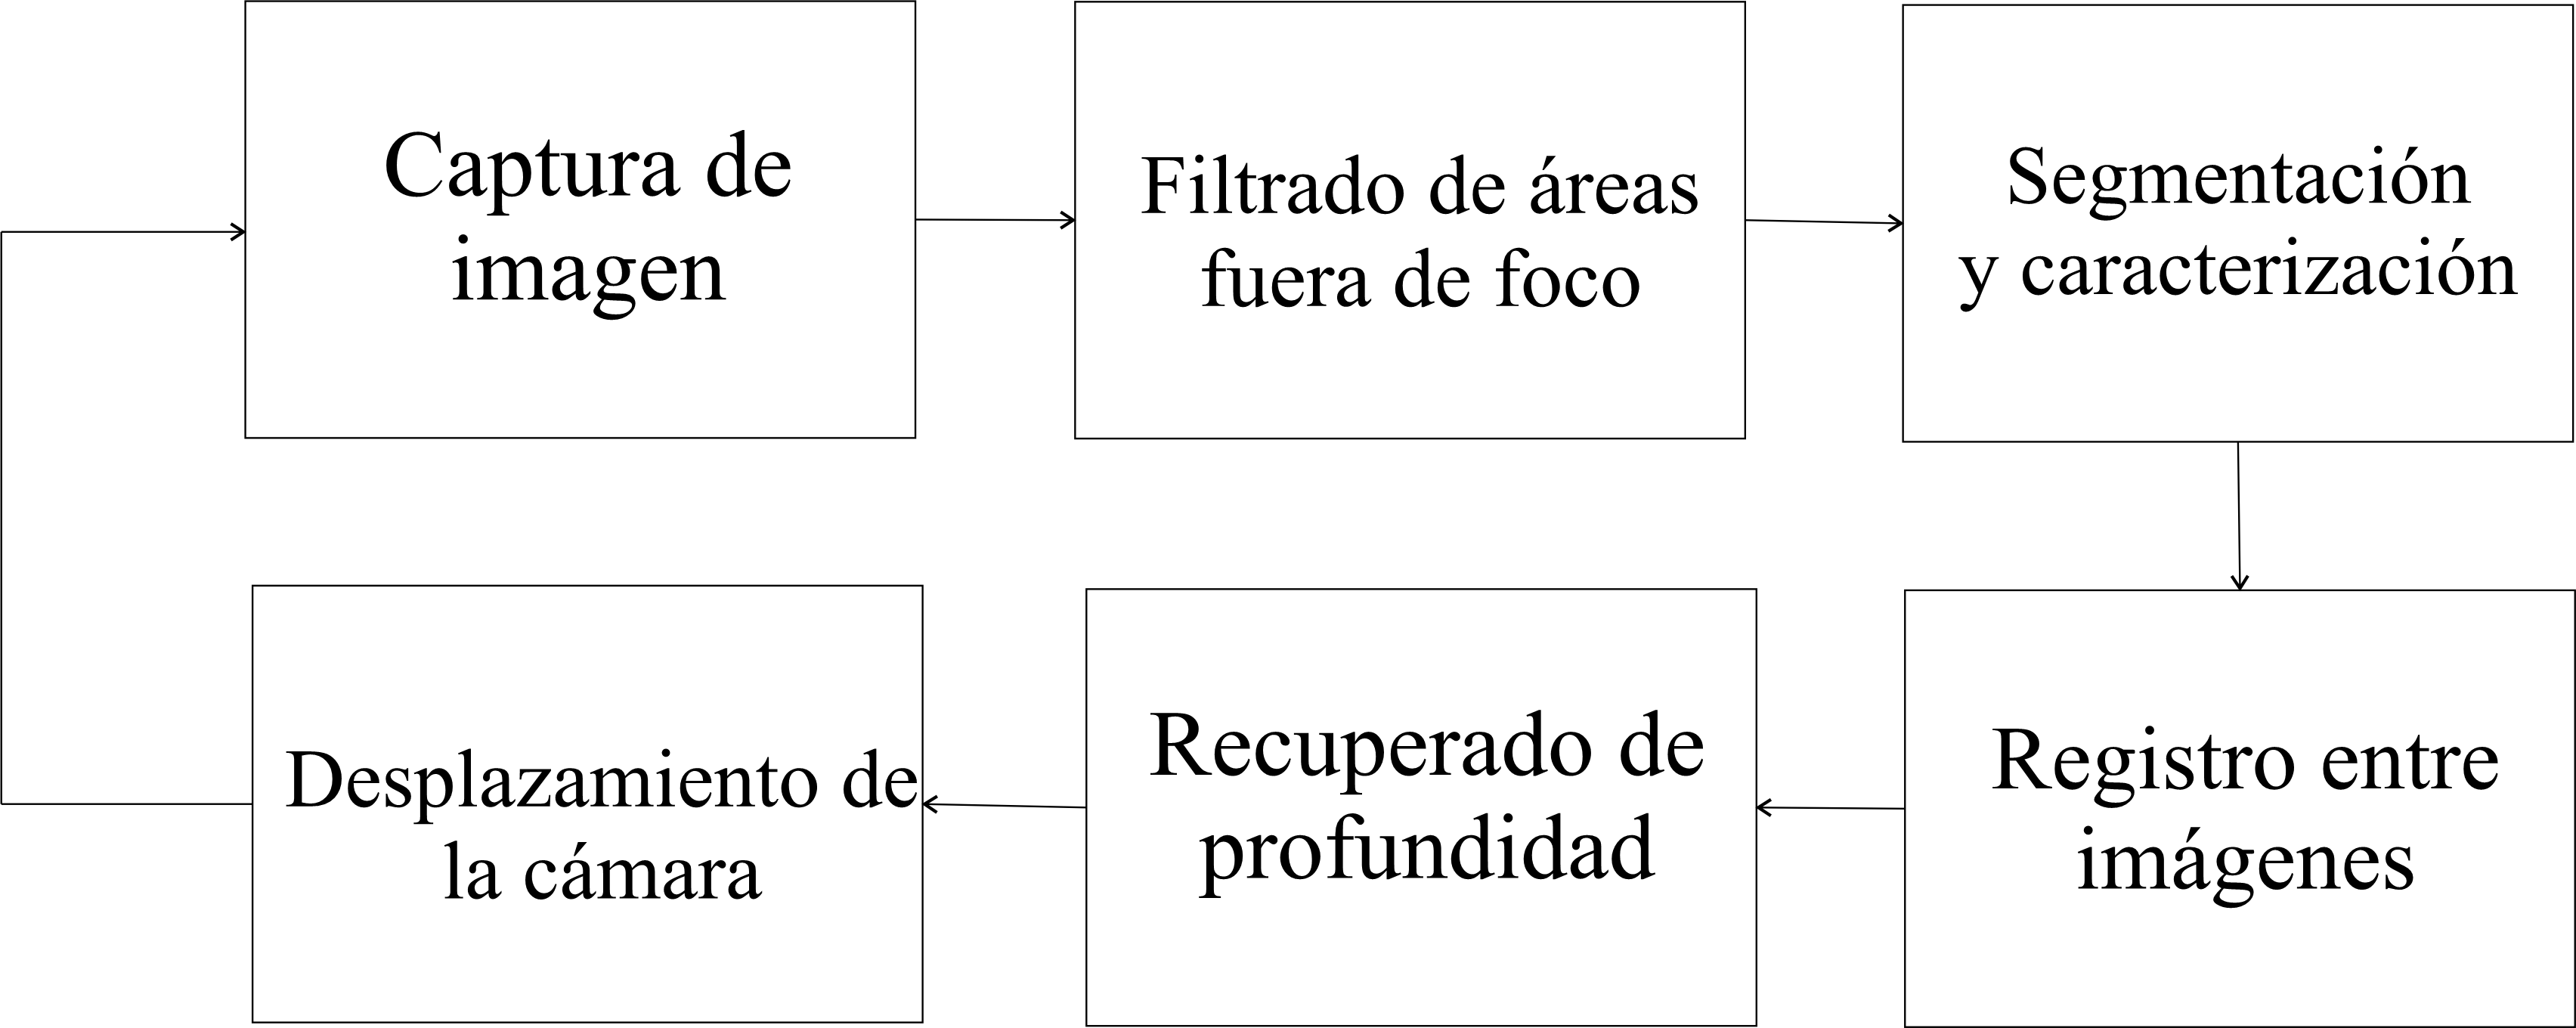 Captura de
imagen
Filtrado de áreas
fuera de foco
Segmentación
y caracterización
Registro entre
imágenes
Recuperado de
profundidad
Desplazamiento de
la cámara